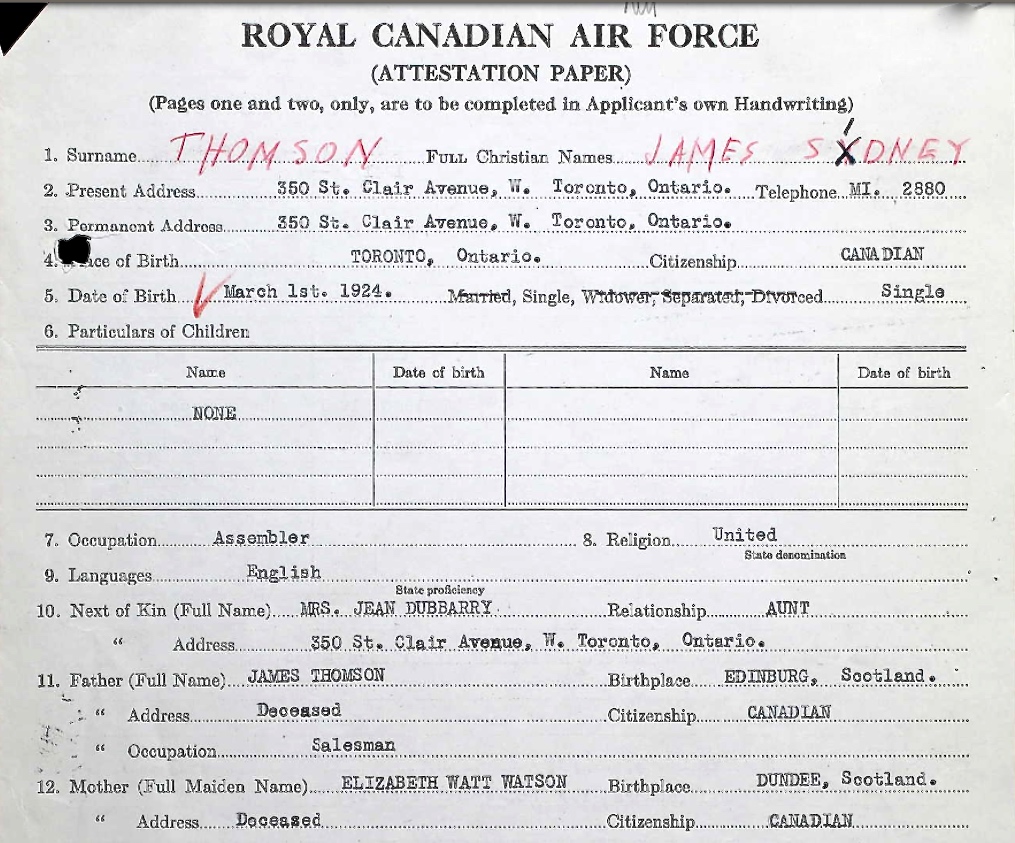 ROYAL CANADIAN AIR FORCE
(ATTESTATION PAPER)
(Pages one and two, only, are to be completed in Applicant's own Handwriting)
1. Surname THOMSON FULL Christian Names JAMES SIDNEY
2. Present Address 350 St. Clair Avenue, W. Toronto, Ontario. Telephone MI. 2880
3. Permanent Address 350 St. Clair Avenue, W. Toronto, Ontario.
4. ce of Birth TORONTO, Ontario. Citizenship CANADIAN
5. Date of Birth March 1st. 1924. Married, Single, Widower, Separated, Divorced Single
6. Particulars of Children
Name Date of birth Name Date of birth
NONE
7. Occupation Assembler 8. Religion United
State denomination
9. Languages English
State proficiency
10. Next of Kin (Full Name) MRS. JEAN DUBBARRY Relationship AUNT
" Address 350 St. Clair Avenue, W. Toronto, Ontario.
11. Father (Full Name) JAMES THOMSON Birthplace EDINBURG, Scotland.
" Address Deceased Citizenship CANADIAN
" Occupation Salesman
12. Mother (Full Maiden Name) ELIZABETH WATT WATSON Birthplace DUNDEE, Scotland.
" Address Deceased Citizenship CANADIAN